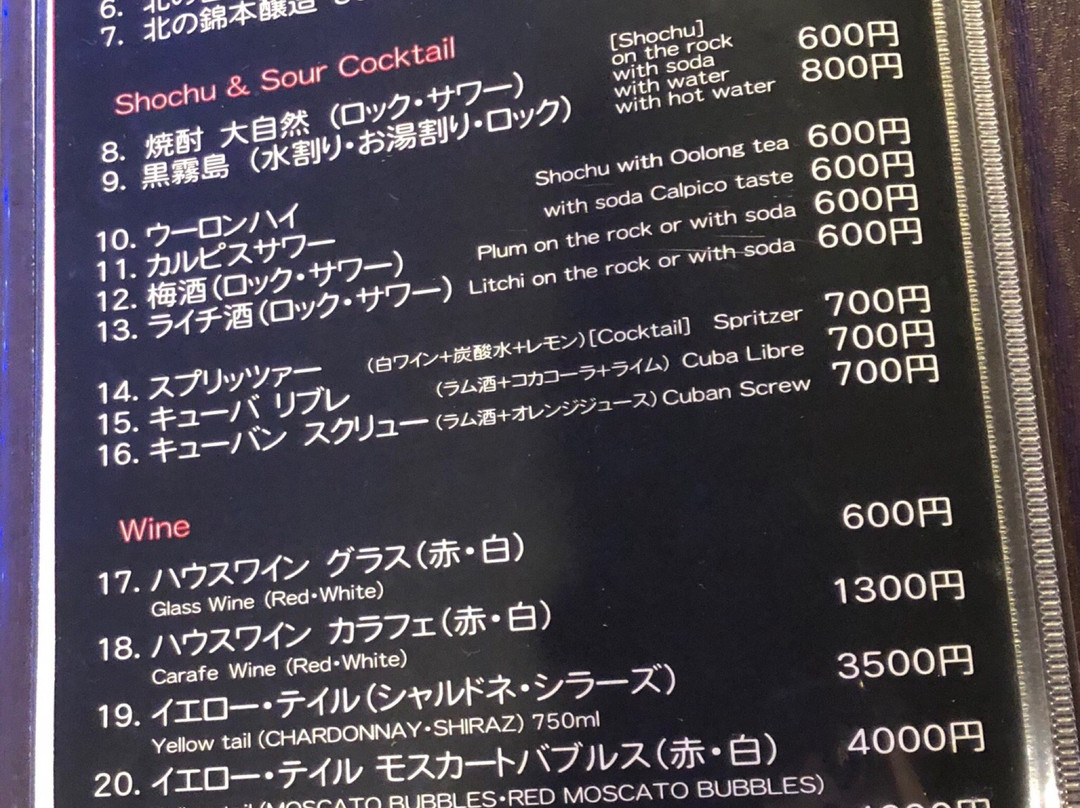 7. 北の錦本醸造
Shochu & Sour Cocktail
[Shochu]
on the rock
with soda
with water
with hot water
8. 焼酎 大自然 (ロック・サワー) 600円
9. 黒霧島 (水割り・お湯割り・ロック) 800円
10. ウーロンハイ Shochu with Oolong tea 600円
11. カルピスサワー with soda Calpico taste 600円
12. 梅酒(ロック・サワー) Plum on the rock or with soda 600円
13. ライチ酒(ロック・サワー) Litchi on the rock or with soda 600円
14. スプリッツァー (白ワイン+炭酸水+レモン)[Cocktail] Spritzer 700円
15. キューバ リブレ (ラム酒+コカコーラ+ライム) Cuba Libre 700円
16. キューバン スクリュー (ラム酒+オレンジジュース) Cuban Screw 700円
Wine
17. ハウスワイン グラス(赤・白) 600円
Glass Wine (Red・White)
18. ハウスワイン カラフェ(赤・白) 1300円
Carafe Wine (Red・White)
19. イエロー・テイル(シャルドネ・シラーズ) 3500円
Yellow tail (CHARDONNAY・SHIRAZ) 750ml
20. イエロー・テイル モスカートバブルス(赤・白) 4000円
(MOSCATO BUBBLES・RED MOSCATO BUBBLES)